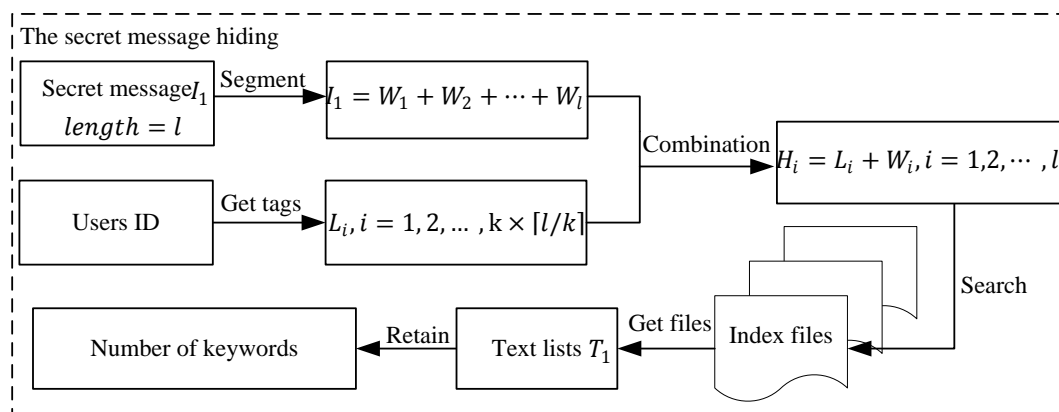 The secret message hiding
Secret message I₁
length = l
Segment
I₁ = W₁ + W₂ + ⋯ + Wₗ
Combination
Hᵢ = Lᵢ + Wᵢ, i = 1,2, ⋯ , l
Users ID
Get tags
Lᵢ, i = 1, 2, … , k × ⌈l/k⌉
Search
Number of keywords
Retain
Text lists T₁
Get files
Index files